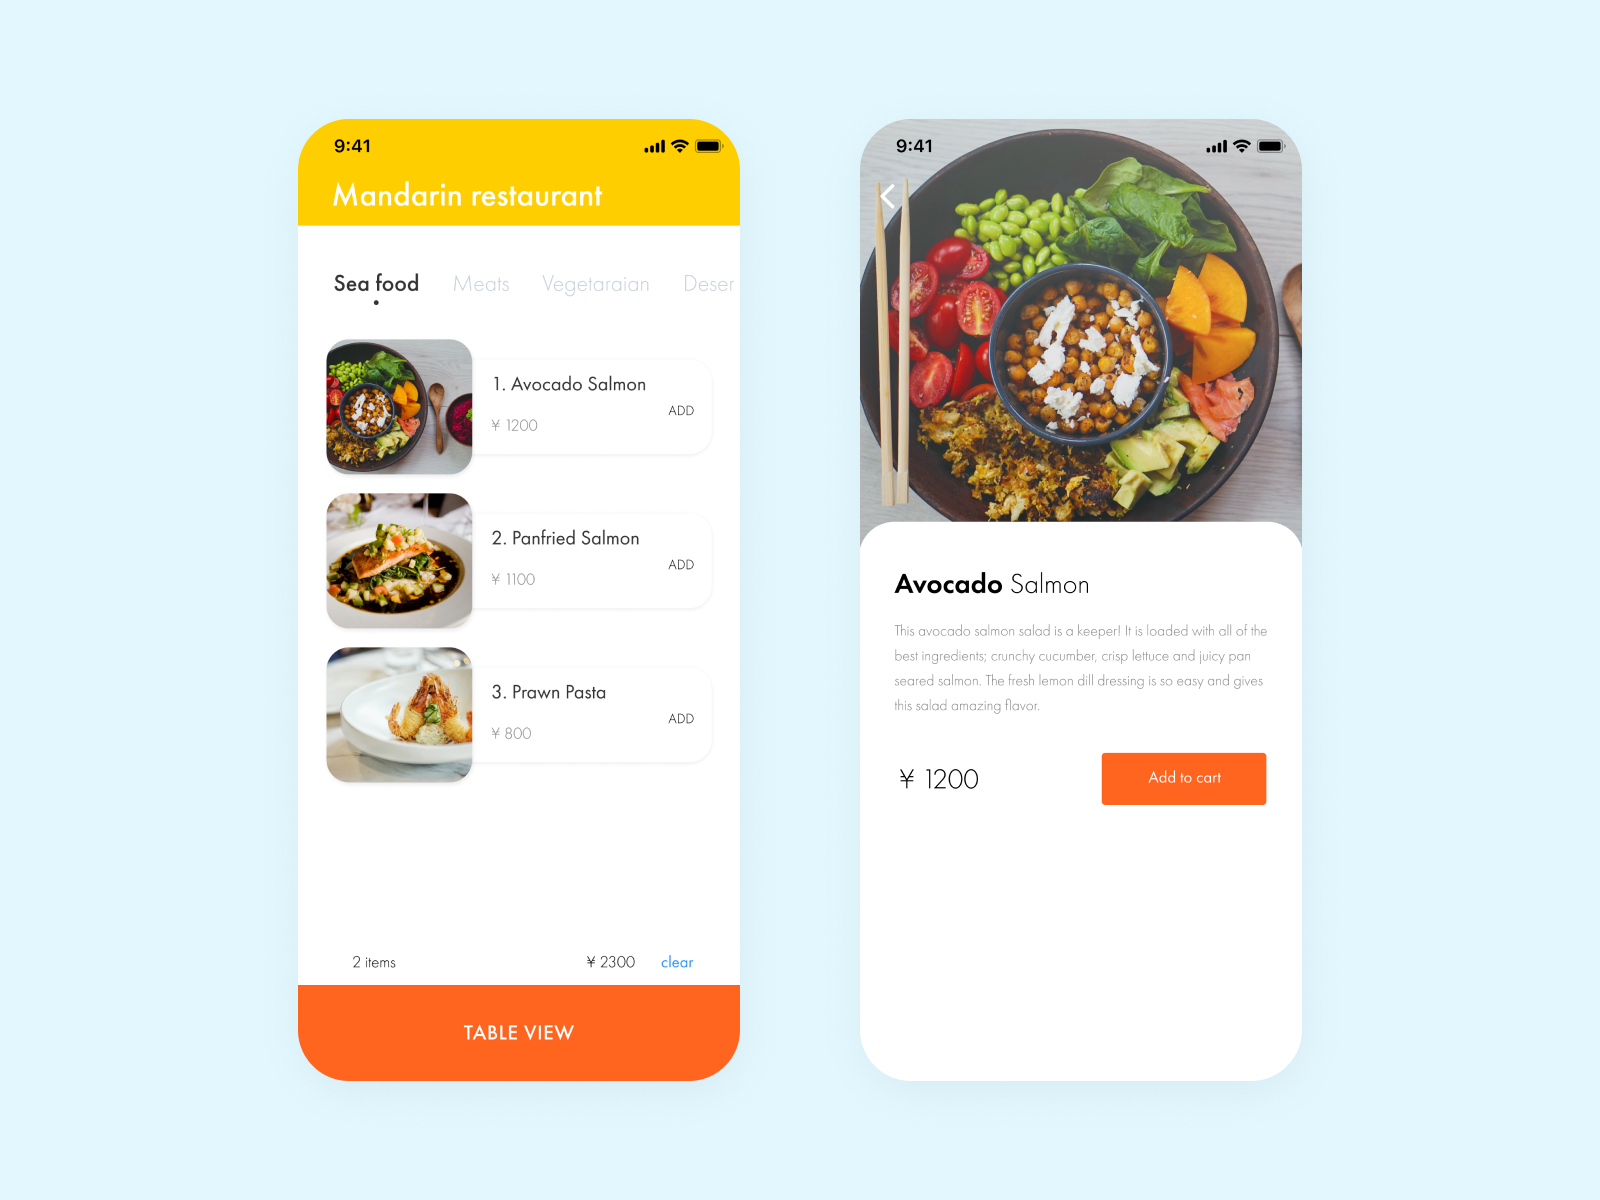 9:41
Mandarin restaurant
Sea food Meats Vegetaraian Deser
1. Avocado Salmon
¥ 1200
ADD
2. Panfried Salmon
¥ 1100
ADD
3. Prawn Pasta
¥ 800
ADD
2 items ¥ 2300 clear
TABLE VIEW
9:41
Avocado Salmon
This avocado salmon salad is a keeper! It is loaded with all of the
best ingredients; crunchy cucumber, crisp lettuce and juicy pan
seared salmon. The fresh lemon dill dressing is so easy and gives
this salad amazing flavor.
¥ 1200
Add to cart